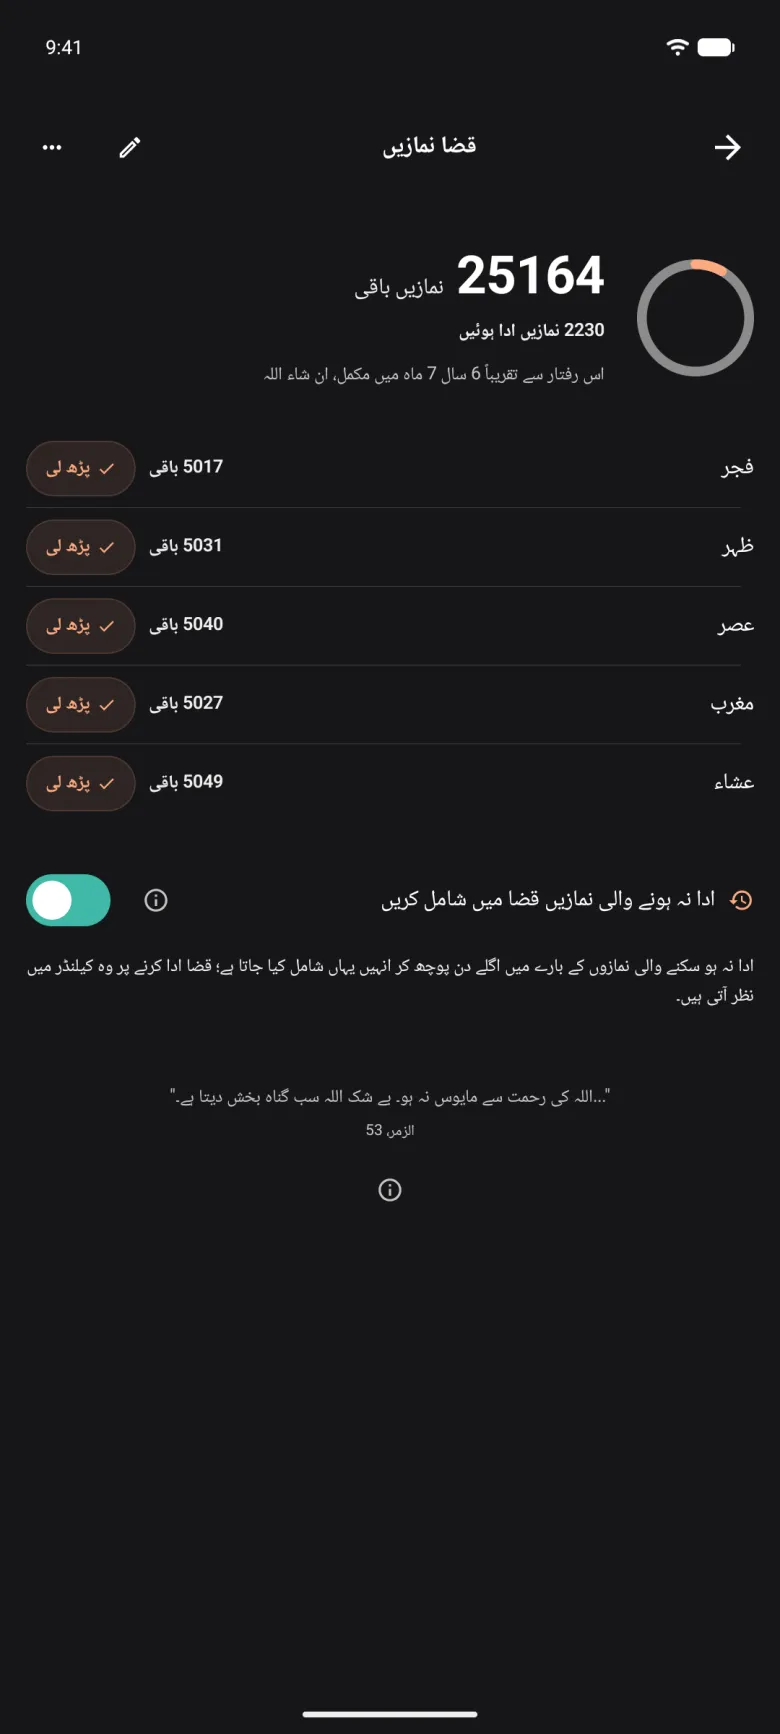 9:41
قضا نمازیں
25164 نمازیں باقی
2230 نمازیں ادا ہوئیں
اس رفتار سے تقریباً 6 سال 7 ماہ میں مکمل، ان شاء اللہ
فجر 5017 باقی پڑھ لی
ظہر 5031 باقی پڑھ لی
عصر 5040 باقی پڑھ لی
مغرب 5027 باقی پڑھ لی
عشاء 5049 باقی پڑھ لی
ادا نہ ہونے والی نمازیں قضا میں شامل کریں
ادا نہ ہو سکنے والی نمازوں کے بارے میں اگلے دن پوچھ کر انہیں یہاں شامل کیا جاتا ہے؛ قضا ادا کرنے پر وہ کیلنڈر میں
نظر آتی ہیں۔
"...اللہ کی رحمت سے مایوس نہ ہو۔ بے شک اللہ سب گناہ بخش دیتا ہے۔"
الزمر، 53